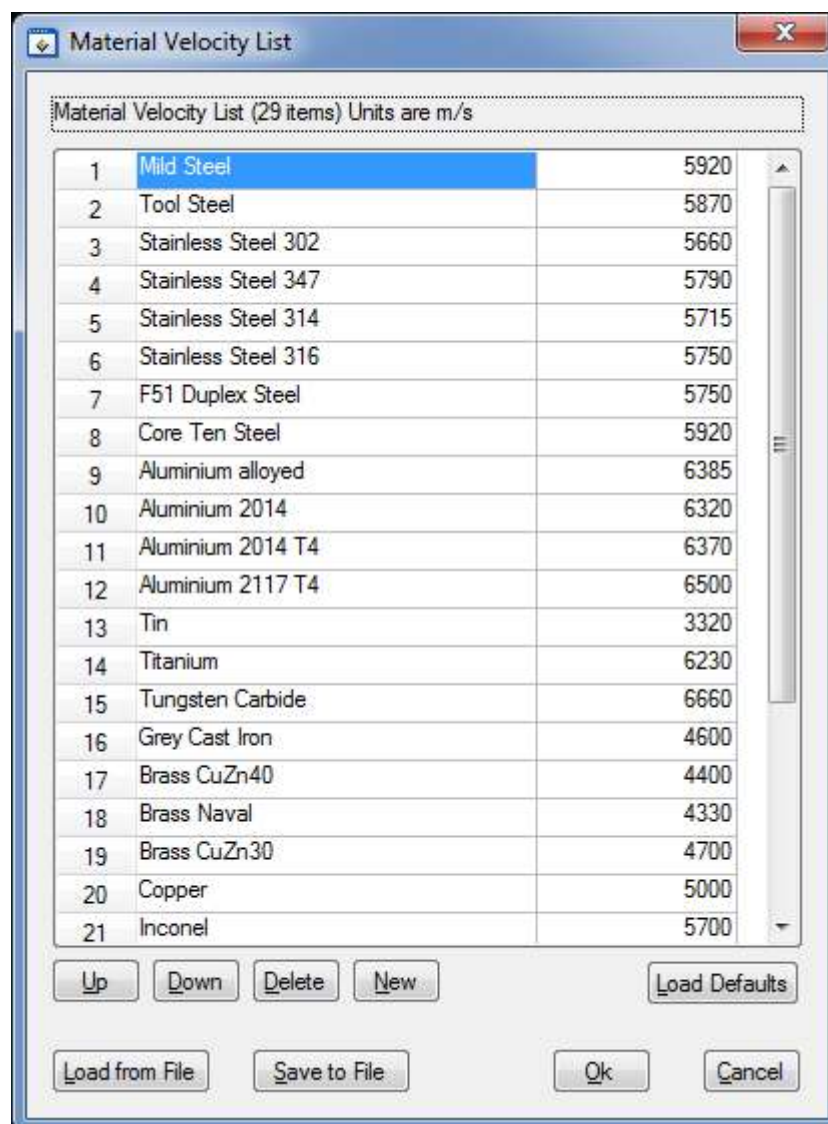 Material Velocity List
Material Velocity List (29 items) Units are m/s
1 Mild Steel 5920
2 Tool Steel 5870
3 Stainless Steel 302 5660
4 Stainless Steel 347 5790
5 Stainless Steel 314 5715
6 Stainless Steel 316 5750
7 F51 Duplex Steel 5750
8 Core Ten Steel 5920
9 Aluminium alloyed 6385
10 Aluminium 2014 6320
11 Aluminium 2014 T4 6370
12 Aluminium 2117 T4 6500
13 Tin 3320
14 Titanium 6230
15 Tungsten Carbide 6660
16 Grey Cast Iron 4600
17 Brass CuZn40 4400
18 Brass Naval 4330
19 Brass CuZn30 4700
20 Copper 5000
21 Inconel 5700
Up Down Delete New Load Defaults
Load from File Save to File Ok Cancel